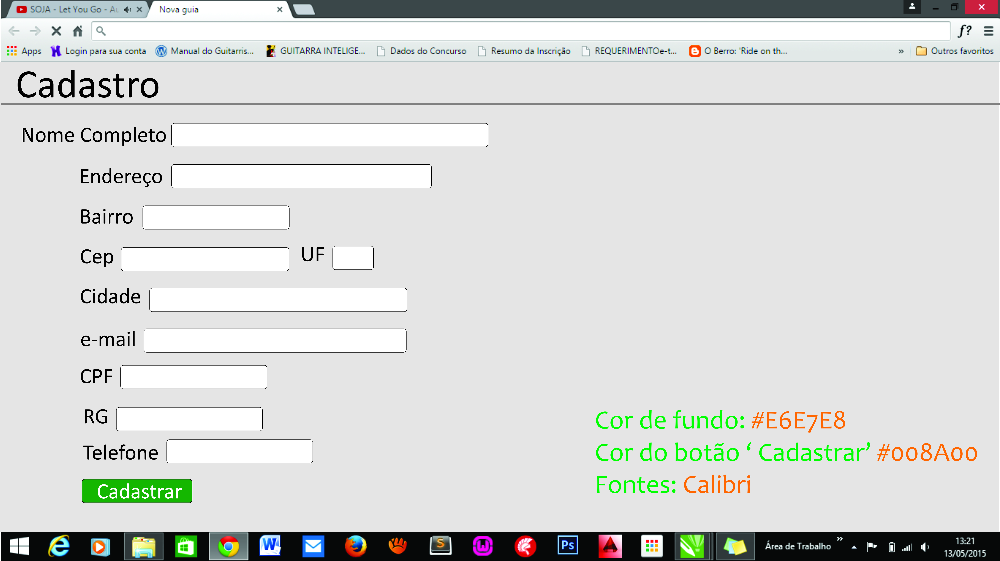 SOJA - Let You Go - Au
Nova guia
f?
Apps Login para sua conta Manual do Guitarris... GUITARRA INTELIGE... Dados do Concurso Resumo da Inscrição REQUERIMENTOe-t... O Berro: 'Ride on th... » Outros favoritos
Cadastro
Nome Completo
Endereço
Bairro
Cep UF
Cidade
e-mail
CPF
RG
Telefone
Cadastrar
Cor de fundo: #E6E7E8
Cor do botão ‘ Cadastrar’ #008A00
Fontes: Calibri
Ps
Área de Trabalho »
13:21
13/05/2015